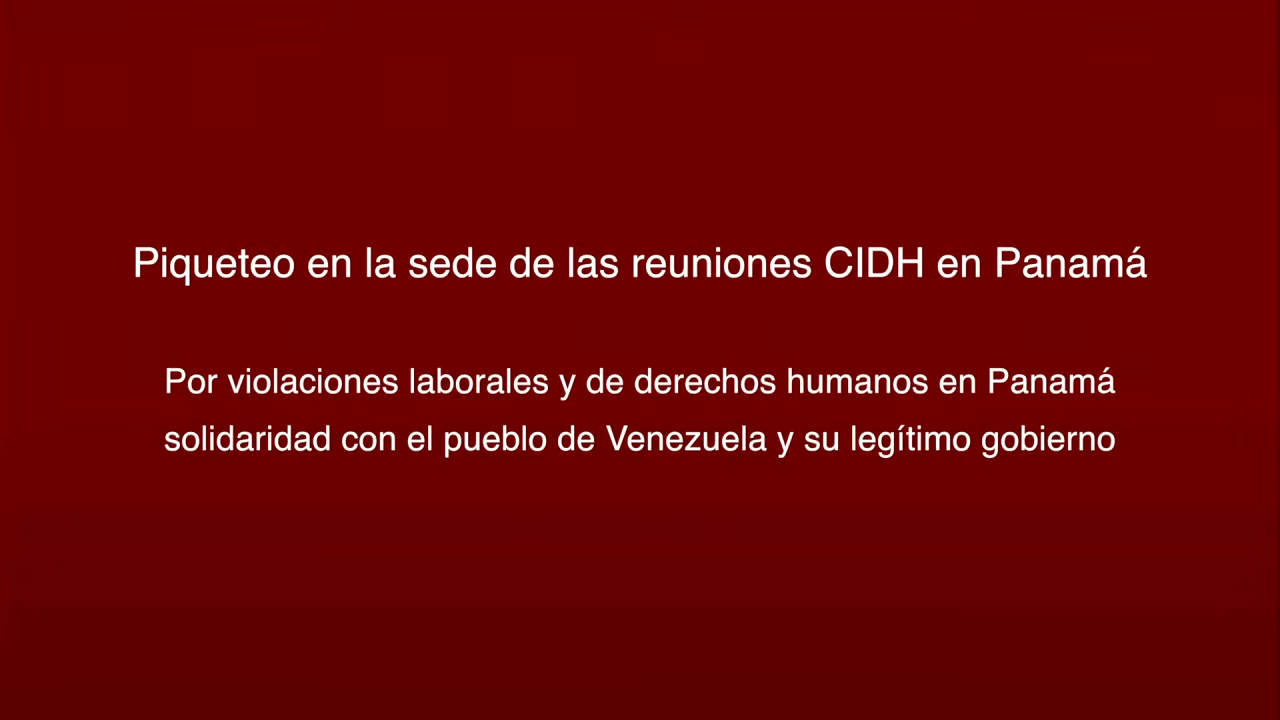 Piqueteo en la sede de las reuniones CIDH en Panamá
Por violaciones laborales y de derechos humanos en Panamá
solidaridad con el pueblo de Venezuela y su legítimo gobierno